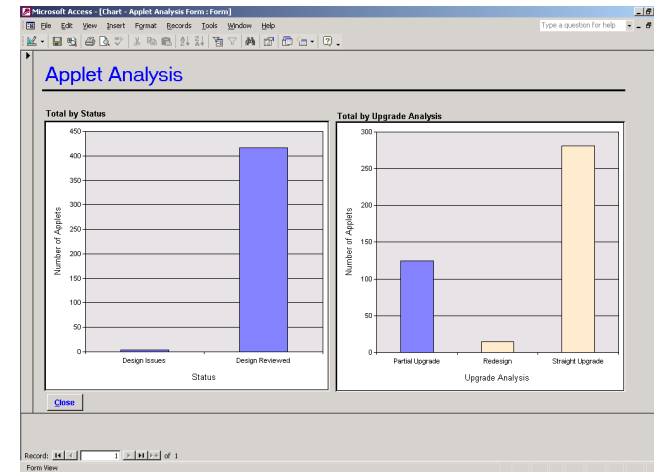 Microsoft Access - [Chart - Applet Analysis Form : Form]
File Edit View Insert Format Records Tools Window Help Type a question for help
Applet Analysis
Total by Status
450
400
350
300
250
200
150
100
50
0
Number of Applets
Design Issues Design Reviewed
Status
Total by Upgrade Analysis
300
250
200
150
100
50
0
Number of Applets
Partial Upgrade Redesign Straight Upgrade
Upgrade Analysis
Close
Record: 1 of 1
Form View